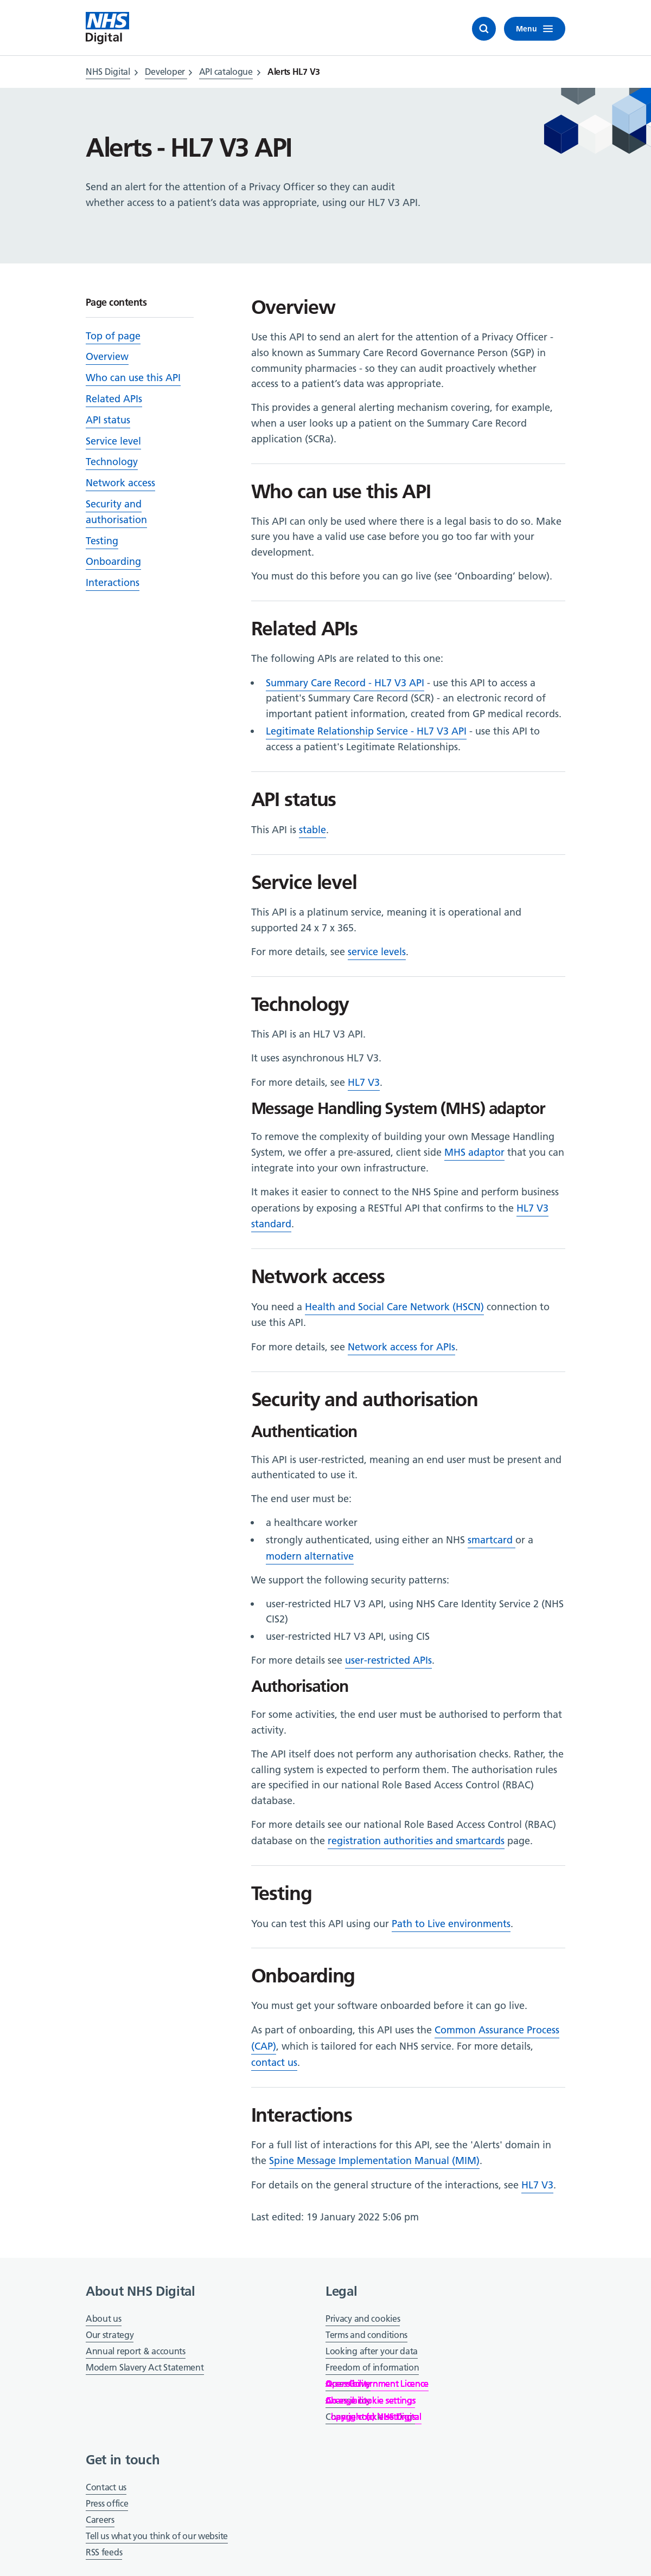 NHS
Digital
Menu
NHS Digital
Developer
API catalogue
Alerts HL7 V3
Alerts - HL7 V3 API
Send an alert for the attention of a Privacy Officer so they can audit
whether access to a patient's data was appropriate, using our HL7 V3 API.
Page contents
Top of page
Overview
Who can use this API
Related APIs
API status
Service level
Technology
Network access
Security and
authorisation
Testing
Onboarding
Interactions
Overview
Use this API to send an alert for the attention of a Privacy Officer -
also known as Summary Care Record Governance Person (SGP) in
community pharmacies - so they can audit proactively whether
access to a patient's data was appropriate.
This provides a general alerting mechanism covering, for example,
when a user looks up a patient on the Summary Care Record
application (SCRa).
Who can use this API
This API can only be used where there is a legal basis to do so. Make
sure you have a valid use case before you go too far with your
development.
You must do this before you can go live (see ‘Onboarding’ below).
Related APIs
The following APIs are related to this one:
Summary Care Record - HL7 V3 API - use this API to access a
patient's Summary Care Record (SCR) - an electronic record of
important patient information, created from GP medical records.
Legitimate Relationship Service - HL7 V3 API - use this API to
access a patient's Legitimate Relationships.
API status
This API is stable.
Service level
This API is a platinum service, meaning it is operational and
supported 24 x 7 x 365.
For more details, see service levels.
Technology
This API is an HL7 V3 API.
It uses asynchronous HL7 V3.
For more details, see HL7 V3.
Message Handling System (MHS) adaptor
To remove the complexity of building your own Message Handling
System, we offer a pre-assured, client side MHS adaptor that you can
integrate into your own infrastructure.
It makes it easier to connect to the NHS Spine and perform business
operations by exposing a RESTful API that confirms to the HL7 V3
standard.
Network access
You need a Health and Social Care Network (HSCN) connection to
use this API.
For more details, see Network access for APIs.
Security and authorisation
Authentication
This API is user-restricted, meaning an end user must be present and
authenticated to use it.
The end user must be:
a healthcare worker
strongly authenticated, using either an NHS smartcard or a
modern alternative
We support the following security patterns:
user-restricted HL7 V3 API, using NHS Care Identity Service 2 (NHS
CIS2)
user-restricted HL7 V3 API, using CIS
For more details see user-restricted APIs.
Authorisation
For some activities, the end user must be authorised to perform that
activity.
The API itself does not perform any authorisation checks. Rather, the
calling system is expected to perform them. The authorisation rules
are specified in our national Role Based Access Control (RBAC)
database.
For more details see our national Role Based Access Control (RBAC)
database on the registration authorities and smartcards page.
Testing
You can test this API using our Path to Live environments.
Onboarding
You must get your software onboarded before it can go live.
As part of onboarding, this API uses the Common Assurance Process
(CAP), which is tailored for each NHS service. For more details,
contact us.
Interactions
For a full list of interactions for this API, see the 'Alerts' domain in
the Spine Message Implementation Manual (MIM).
For details on the general structure of the interactions, see HL7 V3.
Last edited: 19 January 2022 5:06 pm
About NHS Digital
About us
Our strategy
Annual report & accounts
Modern Slavery Act Statement
Legal
Privacy and cookies
Terms and conditions
Looking after your data
Freedom of information
Get in touch
Contact us
Press office
Careers
Tell us what you think of our website
RSS feeds